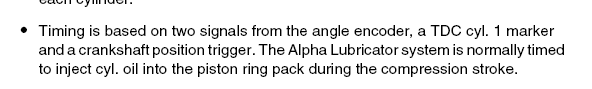 each cylinder.
• Timing is based on two signals from the angle encoder, a TDC cyl. 1 marker
and a crankshaft position trigger. The Alpha Lubricator system is normally timed
to inject cyl. oil into the piston ring pack during the compression stroke.